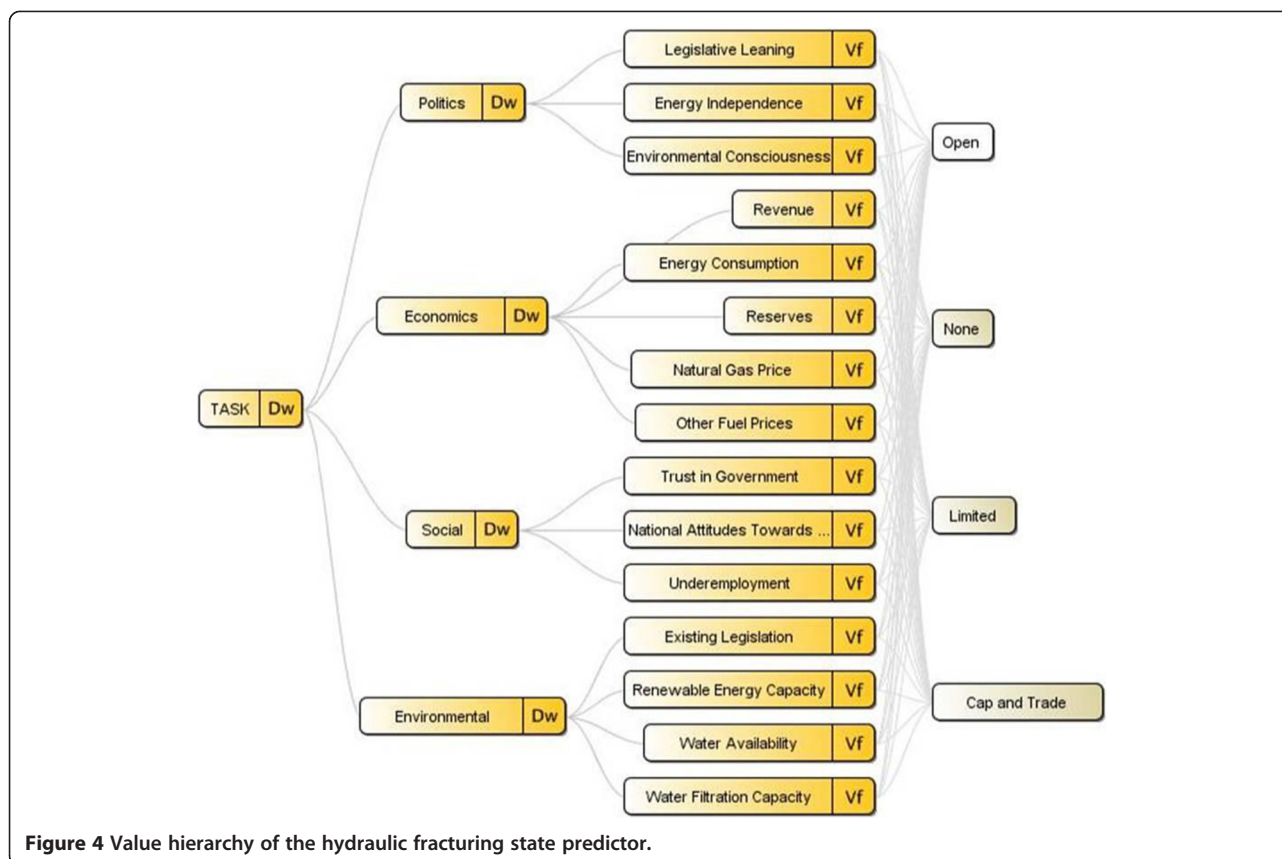 Legislative Leaning Vf
Energy Independence Vf
Environmental Consciousness Vf
Revenue Vf
Energy Consumption Vf
Reserves Vf
Natural Gas Price Vf
Other Fuel Prices Vf
Trust in Government Vf
National Attitudes Towards ... Vf
Underemployment Vf
Existing Legislation Vf
Renewable Energy Capacity Vf
Water Availability Vf
Water Filtration Capacity Vf
Politics Dw
Economics Dw
Social Dw
Environmental Dw
TASK Dw
Open
None
Limited
Cap and Trade
Figure 4 Value hierarchy of the hydraulic fracturing state predictor.